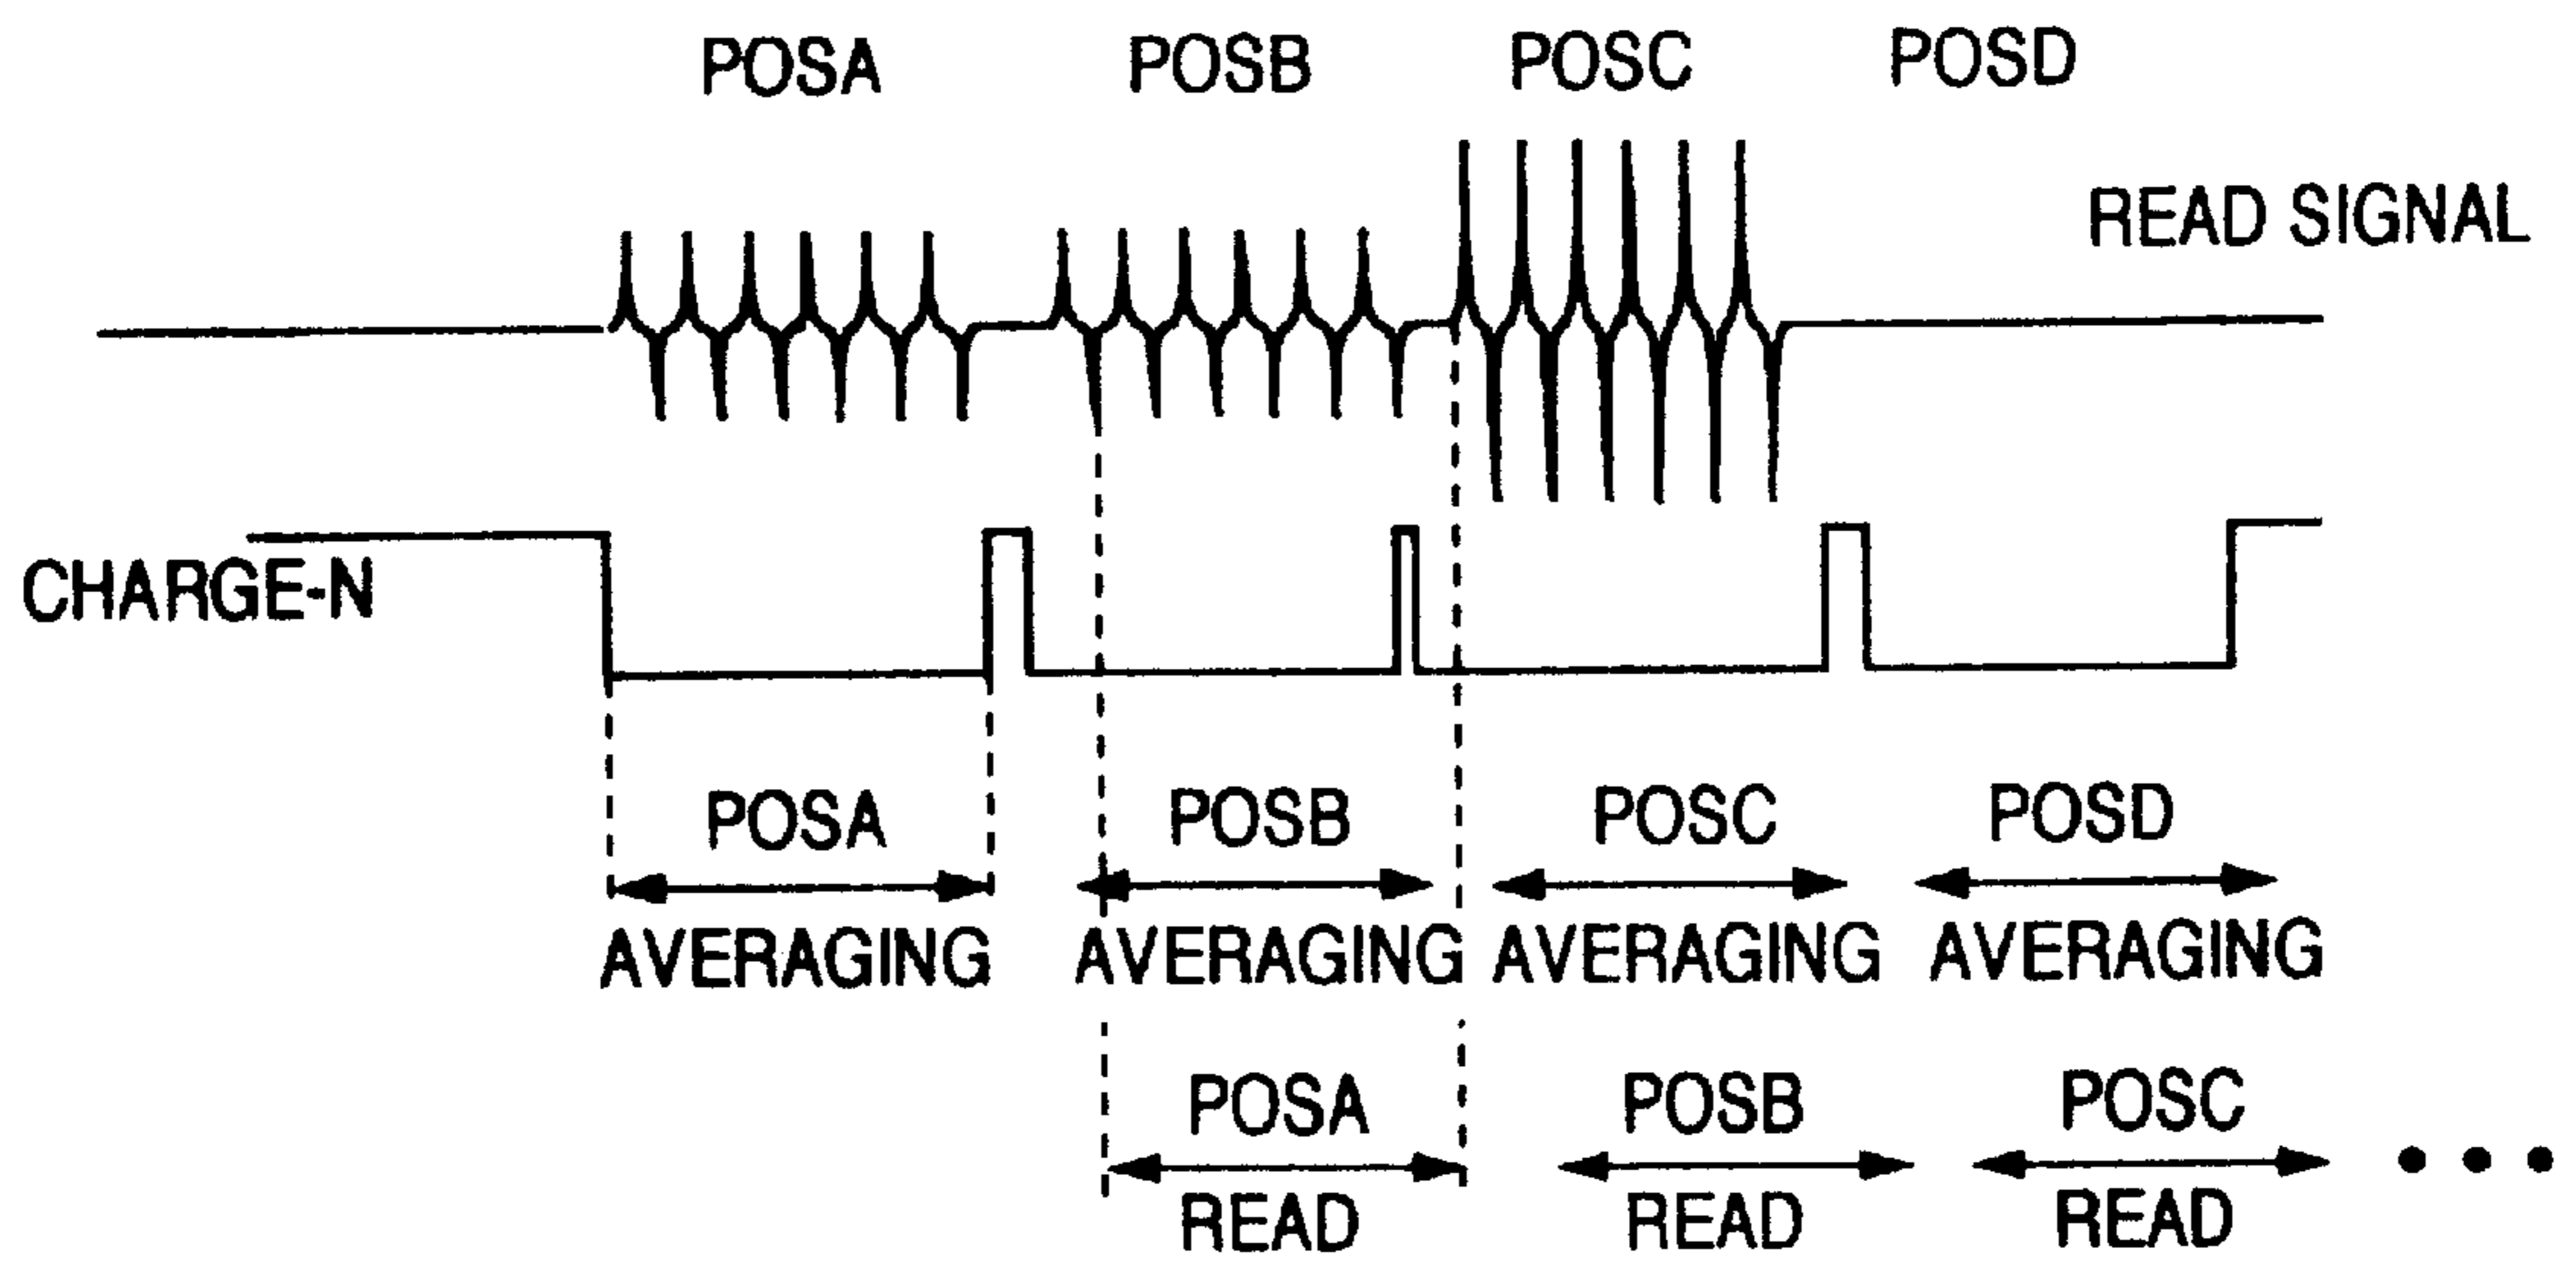 POSA POSB POSC POSD
READ SIGNAL
CHARGE-N
POSA POSB POSC POSD
AVERAGING AVERAGING AVERAGING AVERAGING
POSA POSB POSC
READ READ READ